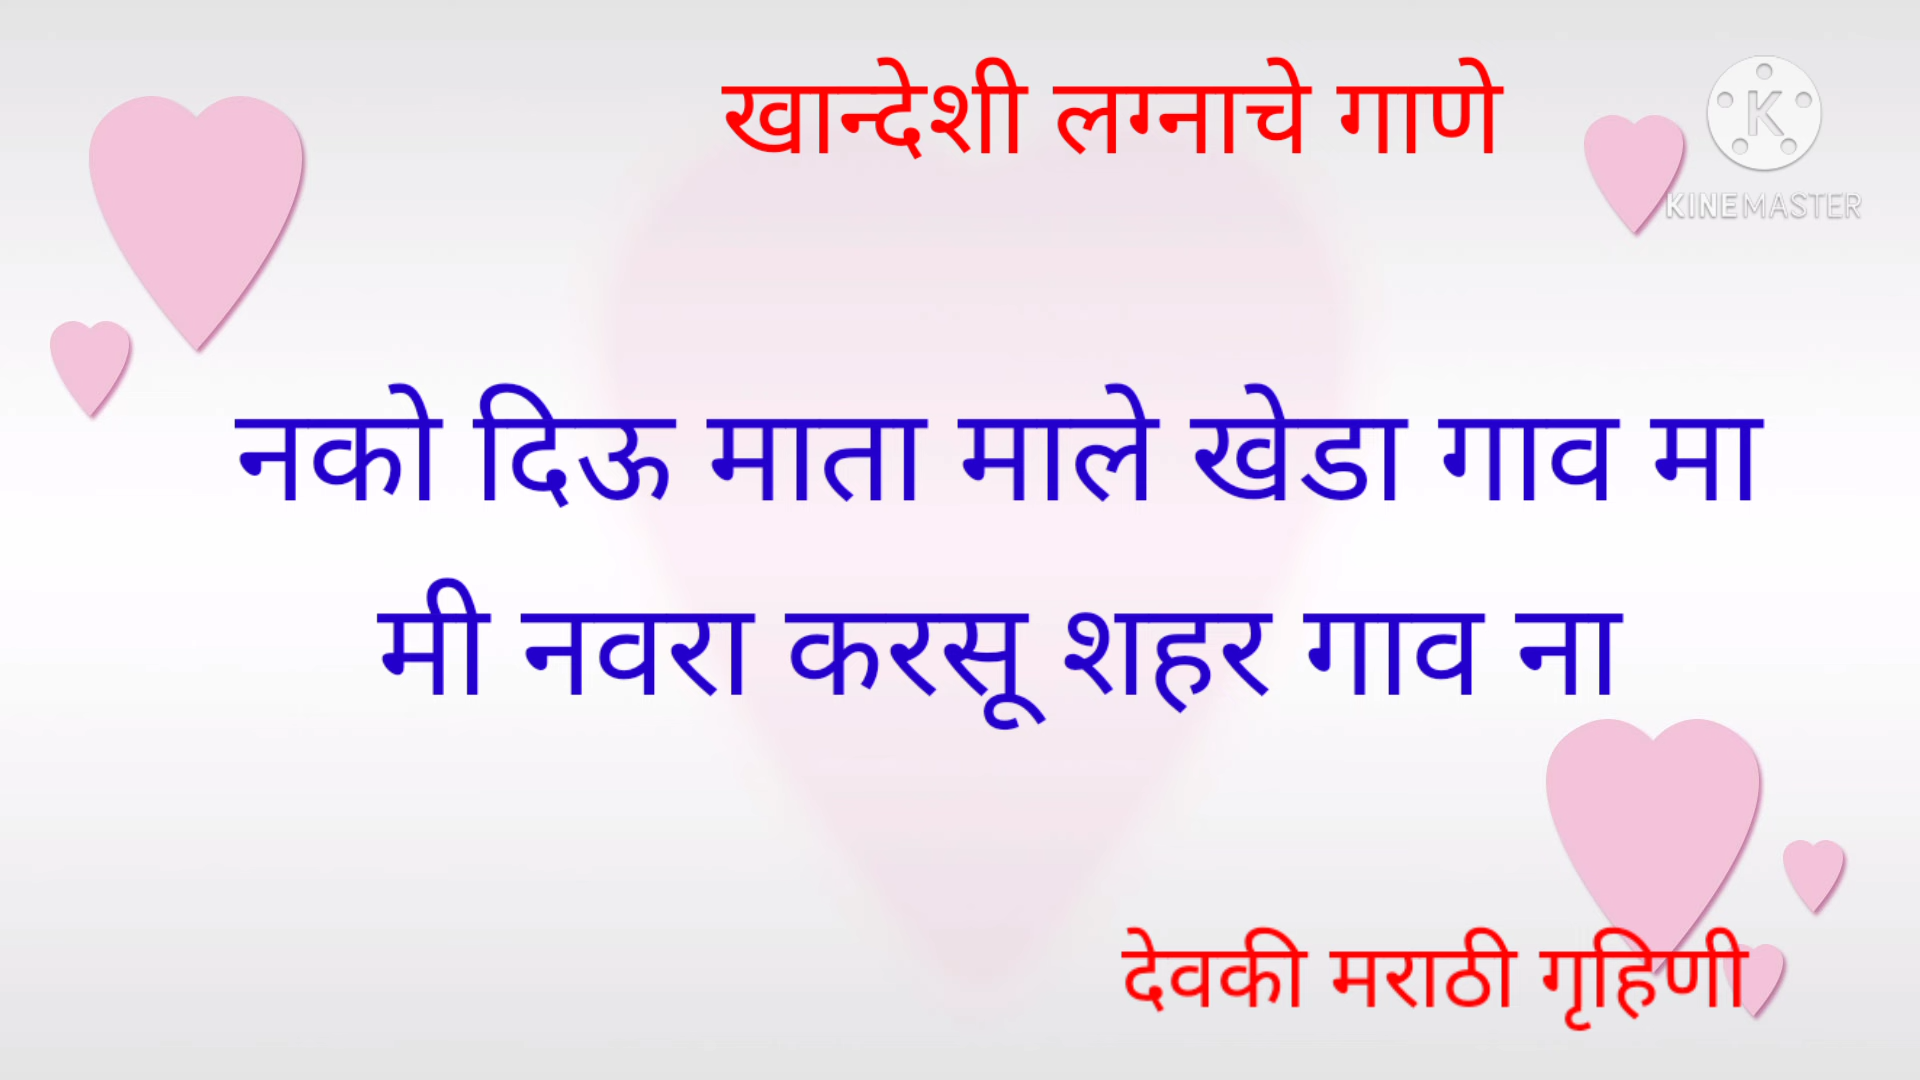 खान्देशी लग्नाचे गाणे
K
KINEMASTER
नको दिऊ माता माले खेडा गाव मा
मी नवरा करसू शहर गाव ना
देवकी मराठी गृहिणी